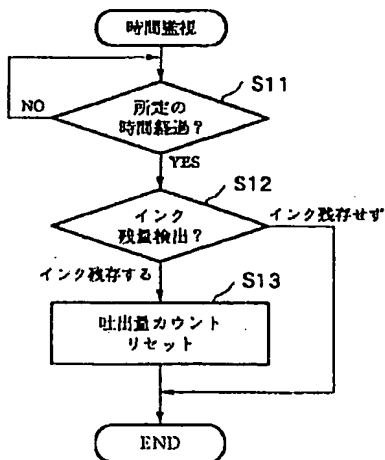 時間監視
S11
NO
所定の
時間経過?
YES
S12
インク
残量検出?
インク残存せず
インク残存する
S13
吐出量カウント
リセット
END